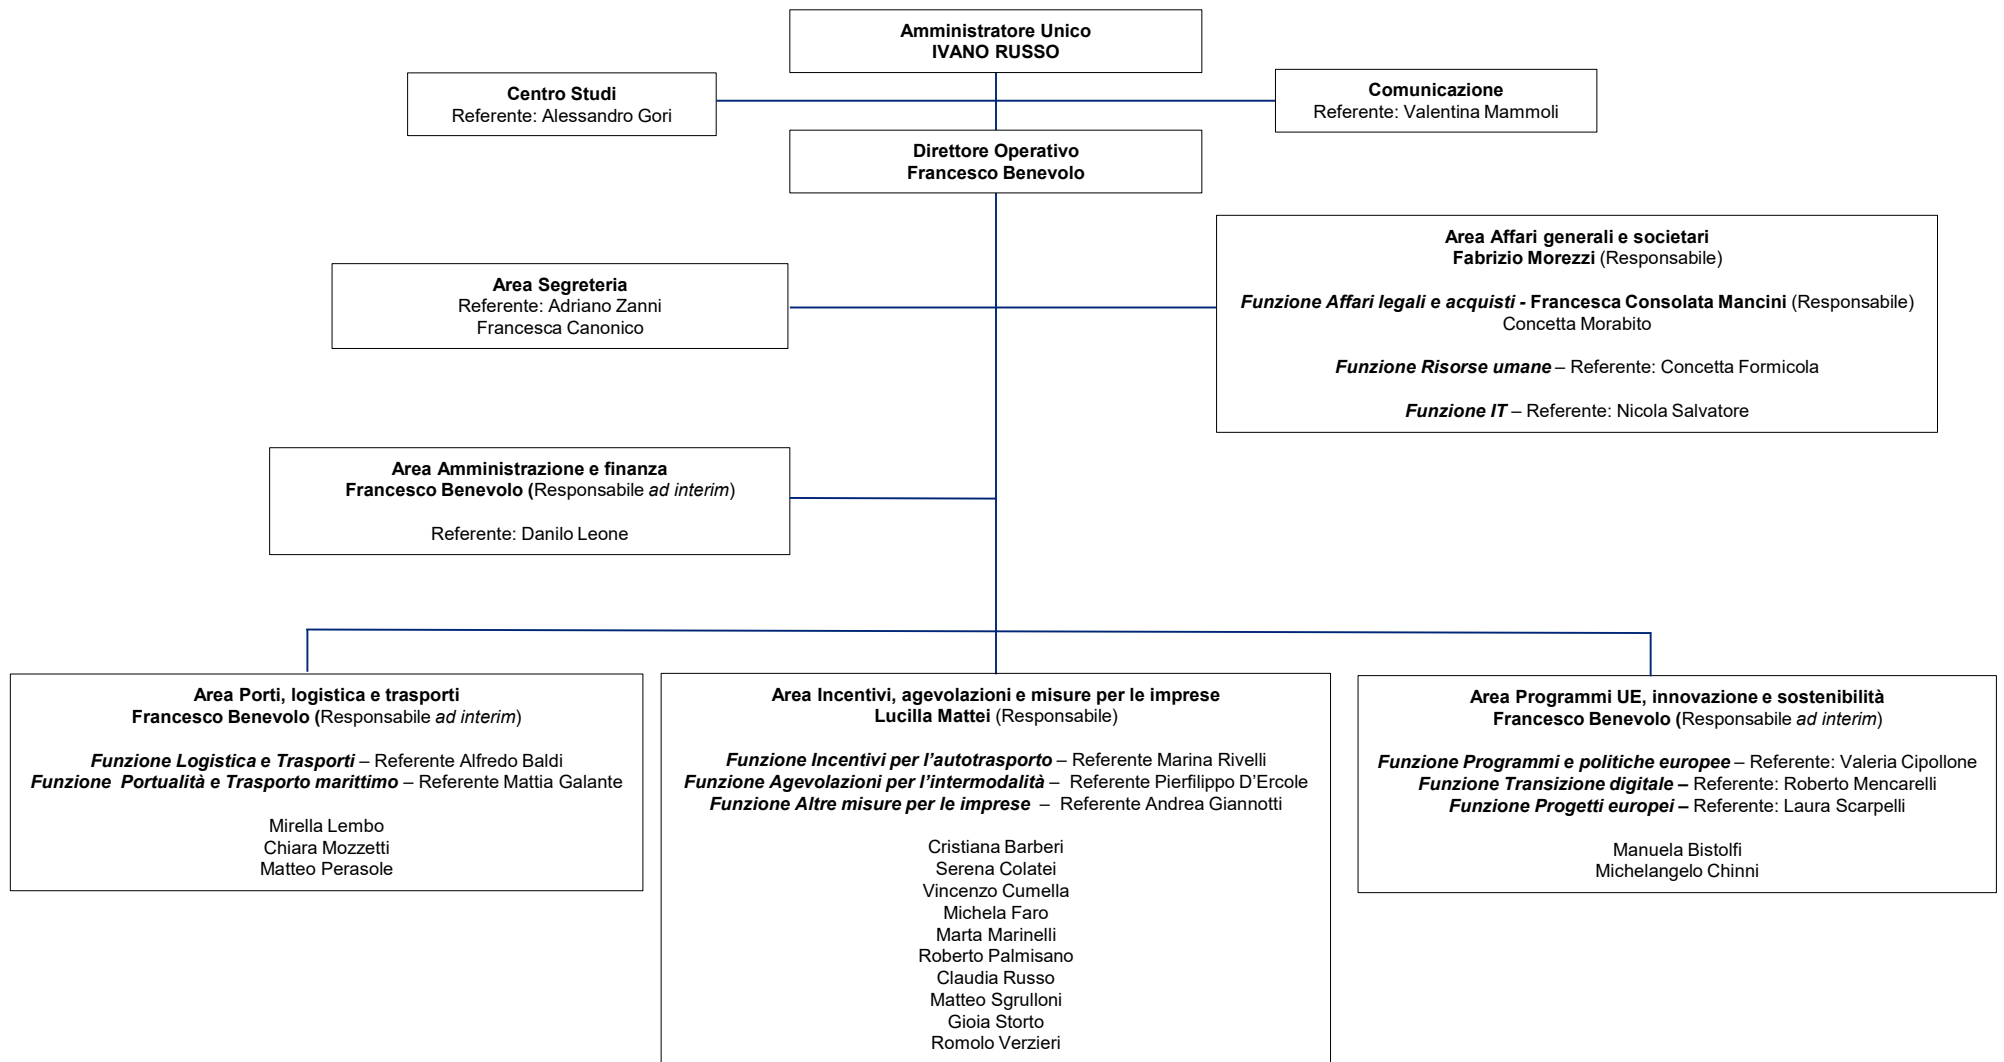 Amministratore Unico
IVANO RUSSO
Centro Studi
Referente: Alessandro Gori
Comunicazione
Referente: Valentina Mammoli
Direttore Operativo
Francesco Benevolo
Area Affari generali e societari
Fabrizio Morezzi (Responsabile)
Funzione Affari legali e acquisti - Francesca Consolata Mancini (Responsabile)
Concetta Morabito
Funzione Risorse umane – Referente: Concetta Formicola
Funzione IT – Referente: Nicola Salvatore
Area Segreteria
Referente: Adriano Zanni
Francesca Canonico
Area Amministrazione e finanza
Francesco Benevolo (Responsabile ad interim)
Referente: Danilo Leone
Area Porti, logistica e trasporti
Francesco Benevolo (Responsabile ad interim)
Funzione Logistica e Trasporti – Referente Alfredo Baldi
Funzione Portualità e Trasporto marittimo – Referente Mattia Galante
Mirella Lembo
Chiara Mozzetti
Matteo Perasole
Area Incentivi, agevolazioni e misure per le imprese
Lucilla Mattei (Responsabile)
Funzione Incentivi per l’autotrasporto – Referente Marina Rivelli
Funzione Agevolazioni per l’intermodalità – Referente Pierfilippo D’Ercole
Funzione Altre misure per le imprese – Referente Andrea Giannotti
Cristiana Barberi
Serena Colatei
Vincenzo Cumella
Michela Faro
Marta Marinelli
Roberto Palmisano
Claudia Russo
Matteo Sgrulloni
Gioia Storto
Romolo Verzieri
Area Programmi UE, innovazione e sostenibilità
Francesco Benevolo (Responsabile ad interim)
Funzione Programmi e politiche europee – Referente: Valeria Cipollone
Funzione Transizione digitale – Referente: Roberto Mencarelli
Funzione Progetti europei – Referente: Laura Scarpelli
Manuela Bistolfi
Michelangelo Chinni